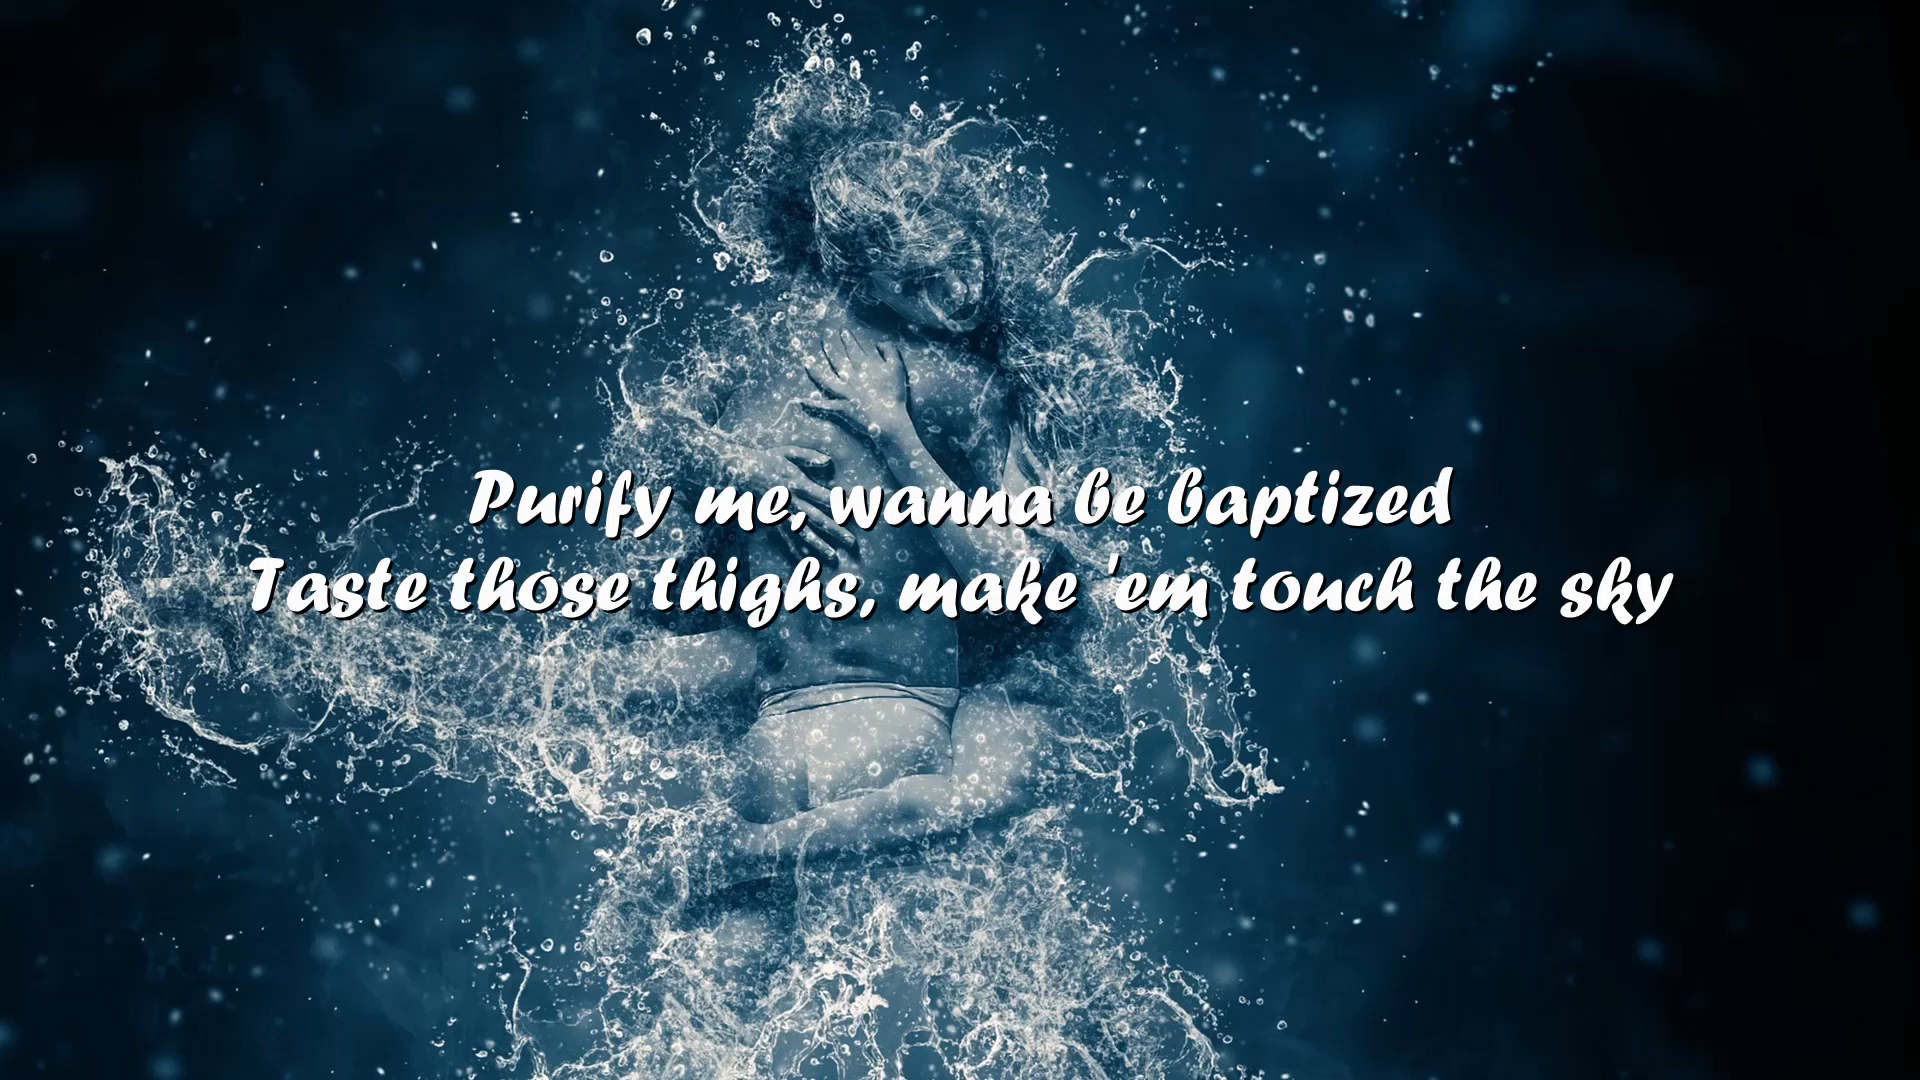 Purify me, wanna be baptized
Taste those thighs, make 'em touch the sky